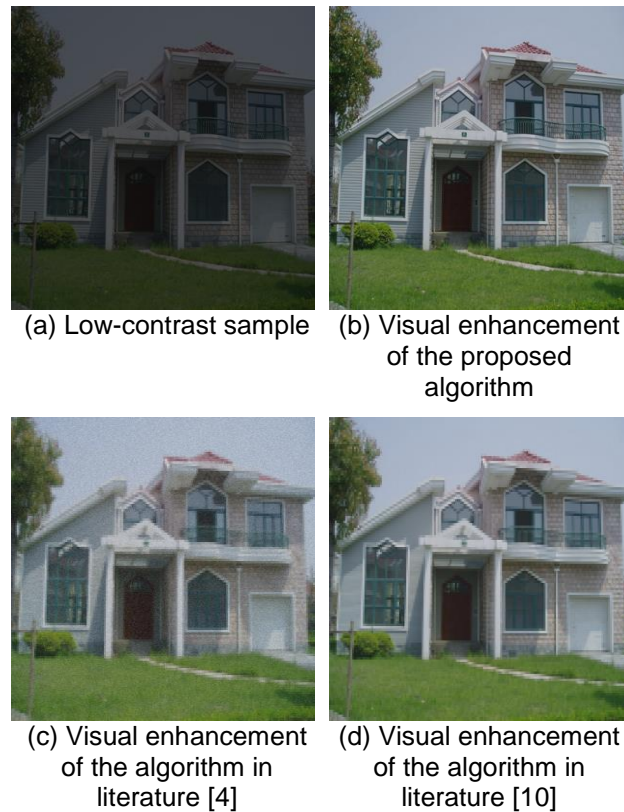 (a) Low-contrast sample
(b) Visual enhancement
of the proposed
algorithm
(c) Visual enhancement
of the algorithm in
literature [4]
(d) Visual enhancement
of the algorithm in
literature [10]